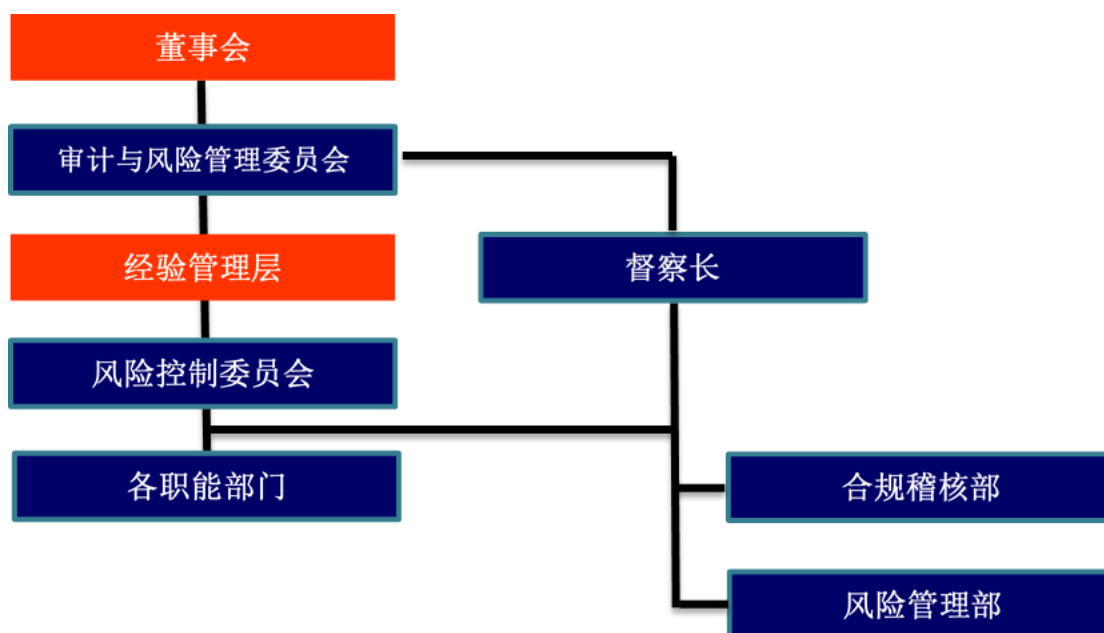 董事会
审计与风险管理委员会
经验管理层
督察长
风险控制委员会
各职能部门
合规稽核部
风险管理部